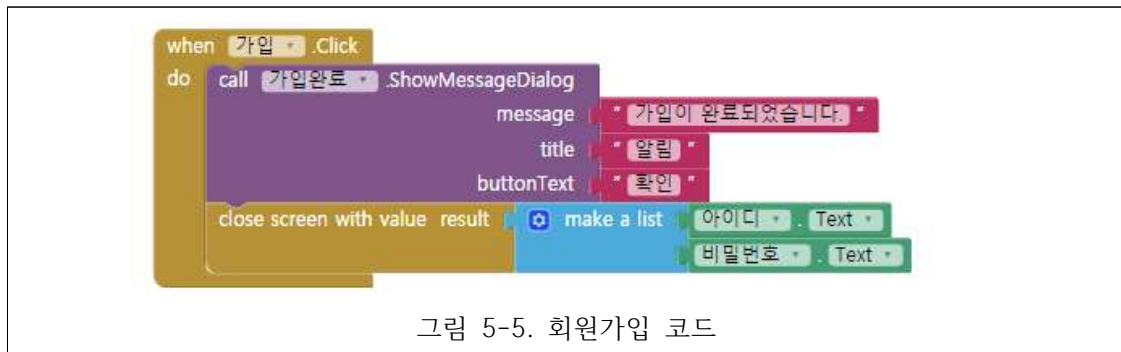 when 가입 .Click
do call 가입완료 .ShowMessageDialog
message " 가입이 완료되었습니다. "
title " 알림 "
buttonText " 확인 "
close screen with value result make a list 아이디 . Text
비밀번호 . Text
그림 5-5. 회원가입 코드